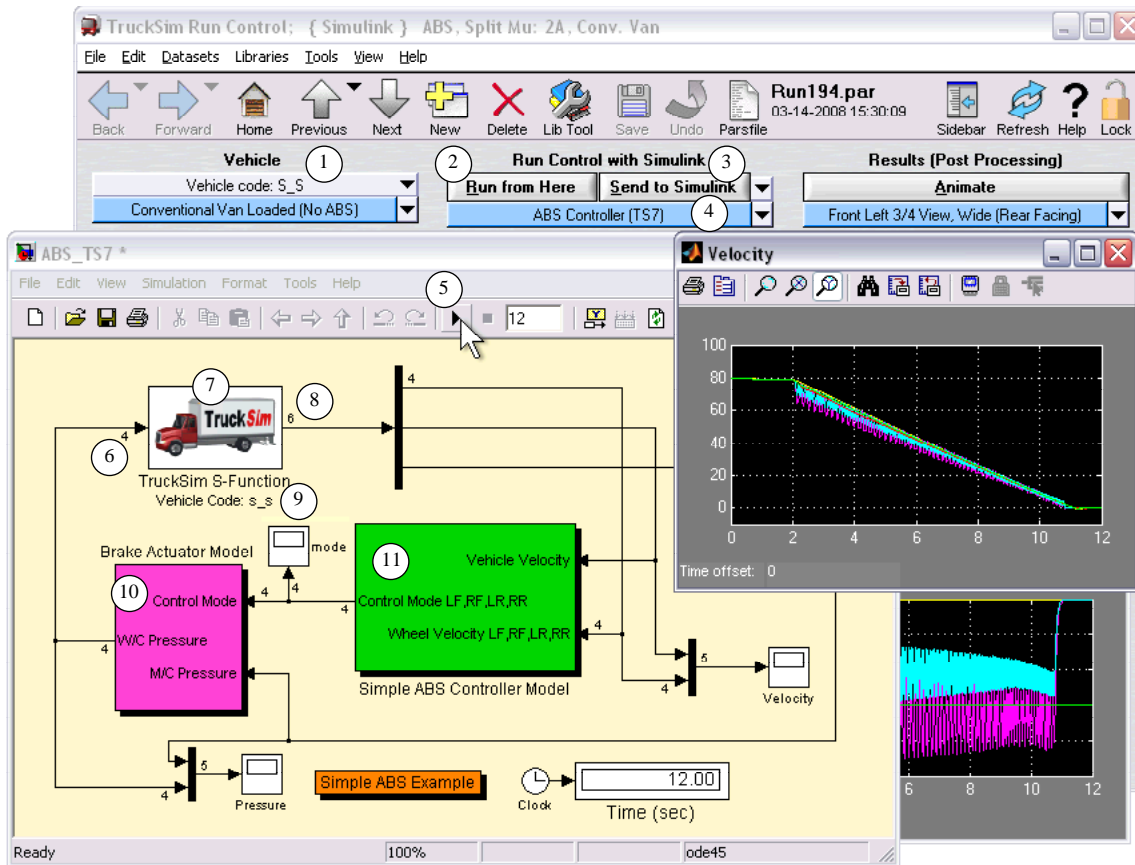 TruckSim Run Control; { Simulink } ABS, Split Mu: 2A, Conv. Van
File Edit Datasets Libraries Tools View Help
Back Forward Home Previous Next New Delete Lib Tool Save Undo Parsfile
Run194.par
03-14-2008 15:30:09
Sidebar Refresh Help Lock
Vehicle 1
Vehicle code: S_S
Conventional Van Loaded (No ABS)
2 Run Control with Simulink 3
Run from Here Send to Simulink
ABS Controller (TS7) 4
Results (Post Processing)
Animate
Front Left 3/4 View, Wide (Rear Facing)
ABS_TS7 *
File Edit View Simulation Format Tools Help
5
12
7
TruckSim
6
4
6
8
TruckSim S-Function
Vehicle Code: s_s
9
4
mode
4
4
4
Brake Actuator Model
10
Control Mode
W/C Pressure
M/C Pressure
4
11
Vehicle Velocity
Control Mode LF,RF,LR,RR
Wheel Velocity LF,RF,LR,RR
4
Simple ABS Controller Model
4
5
Velocity
5
4
Pressure
Simple ABS Example
Clock
12.00
Time (sec)
Ready 100% ode45
Velocity
100
80
60
40
20
0
0 2 4 6 8 10 12
Time offset: 0
6 8 10 12